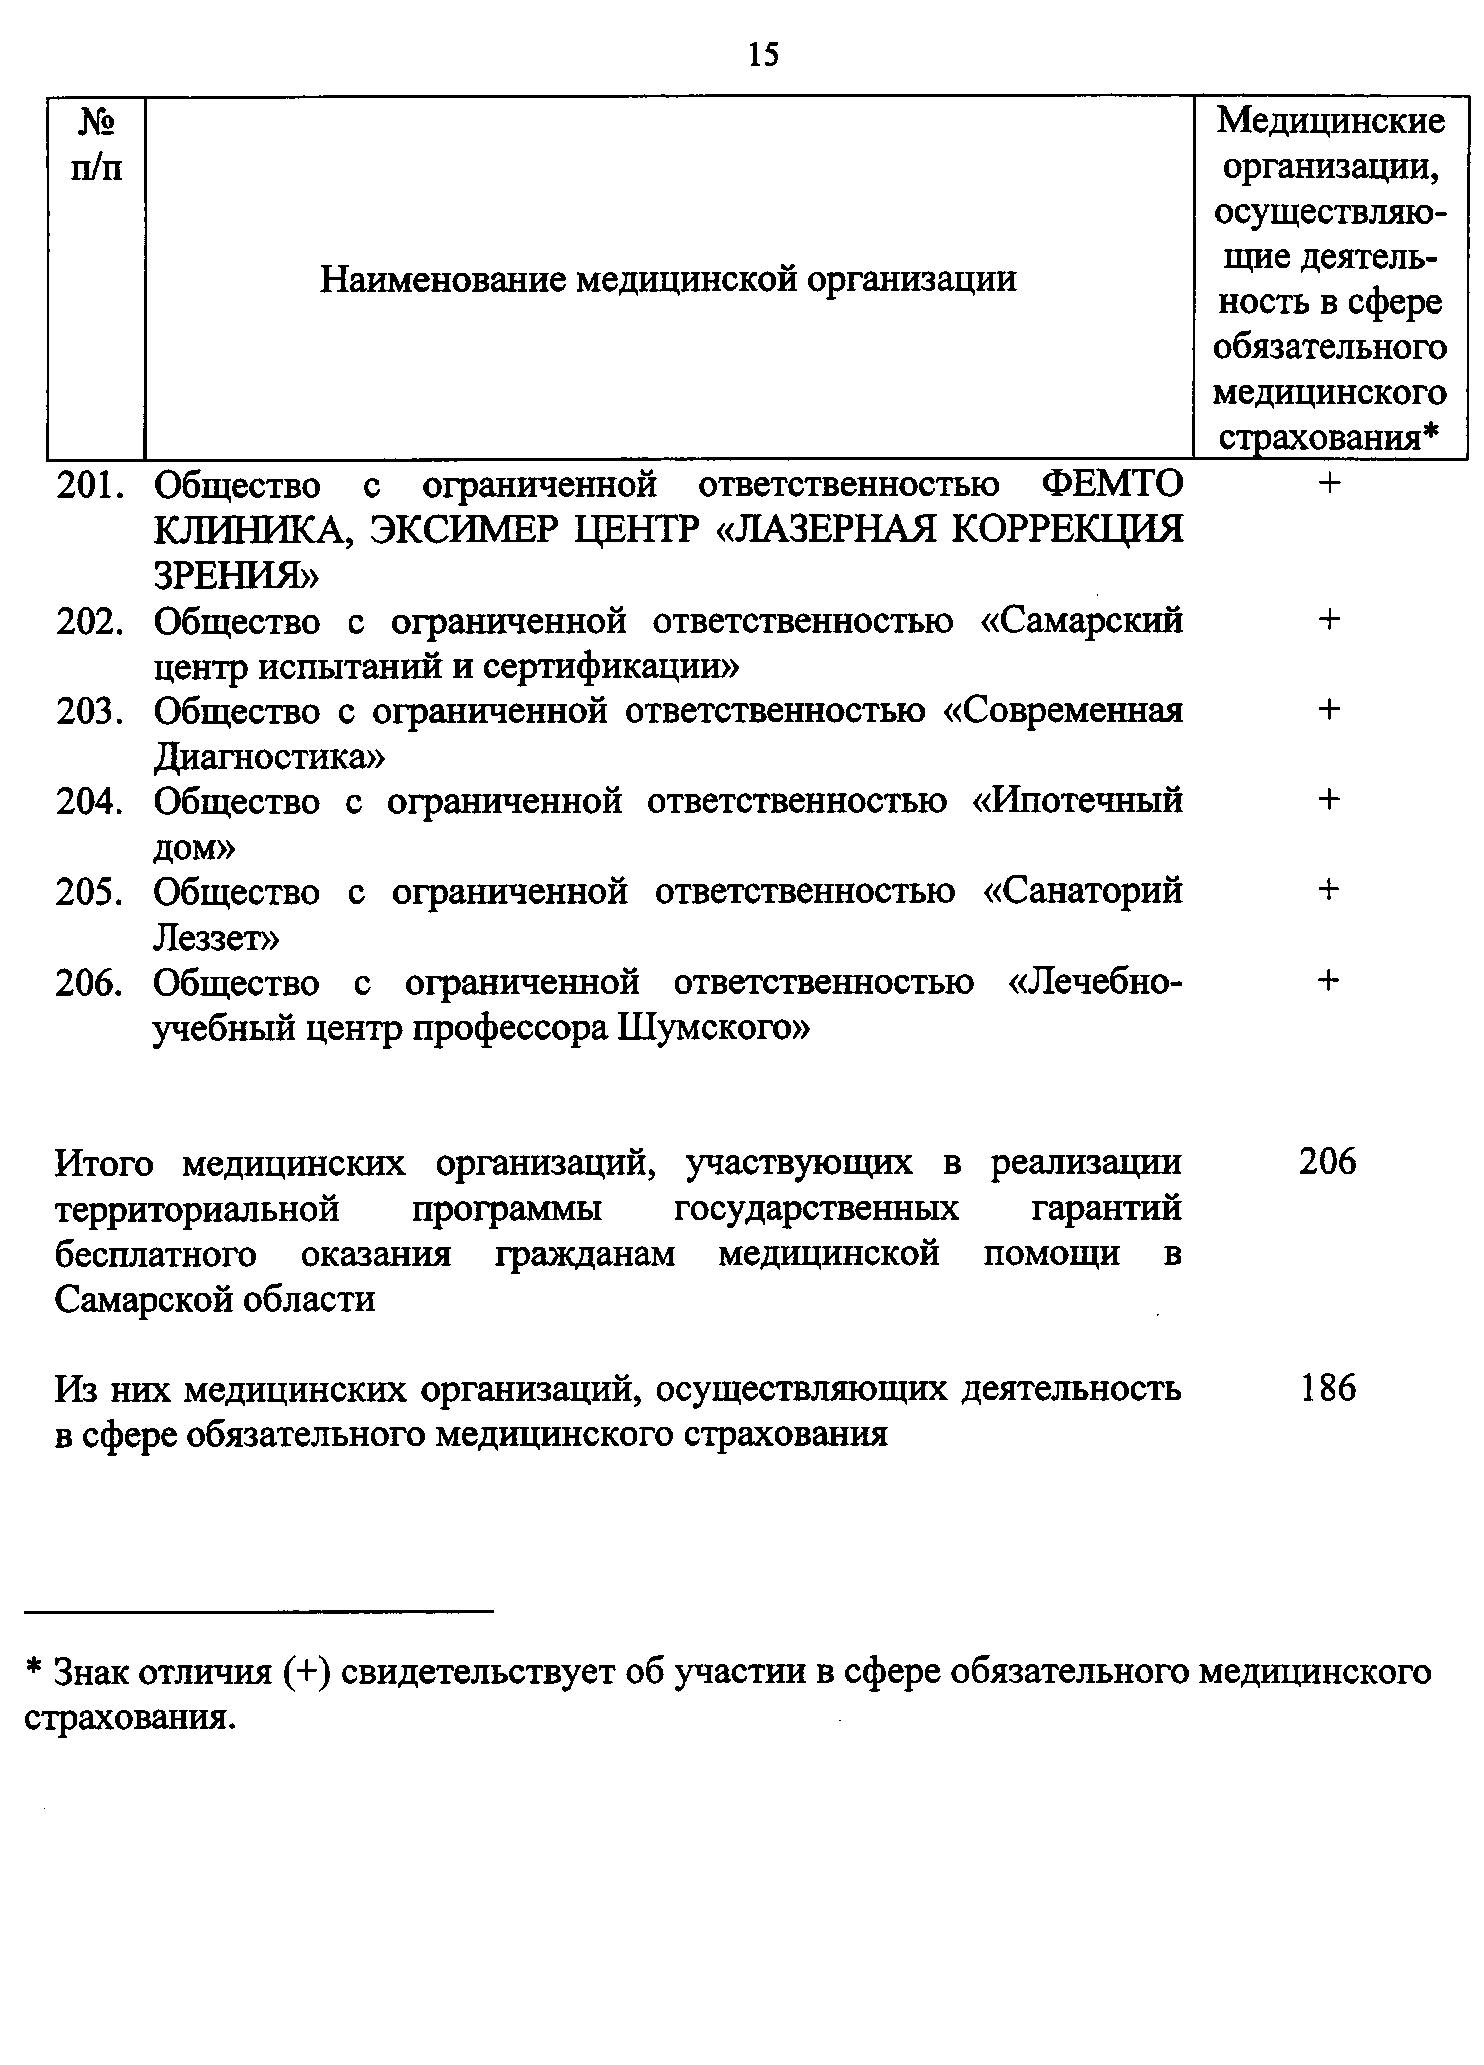 15
№
п/п
Наименование медицинской организации
Медицинские
организации,
осуществляю-
щие деятель-
ность в сфере
обязательного
медицинского
страхования*
201. Общество с ограниченной ответственностью ФЕМТО +
КЛИНИКА, ЭКСИМЕР ЦЕНТР «ЛАЗЕРНАЯ КОРРЕКЦИЯ
ЗРЕНИЯ»
202. Общество с ограниченной ответственностью «Самарский +
центр испытаний и сертификации»
203. Общество с ограниченной ответственностью «Современная +
Диагностика»
204. Общество с ограниченной ответственностью «Ипотечный +
дом»
205. Общество с ограниченной ответственностью «Санаторий +
Леззет»
206. Общество с ограниченной ответственностью «Лечебно- +
учебный центр профессора Шумского»
Итого медицинских организаций, участвующих в реализации 206
территориальной программы государственных гарантий
бесплатного оказания гражданам медицинской помощи в
Самарской области
Из них медицинских организаций, осуществляющих деятельность 186
в сфере обязательного медицинского страхования
* Знак отличия (+) свидетельствует об участии в сфере обязательного медицинского
страхования.